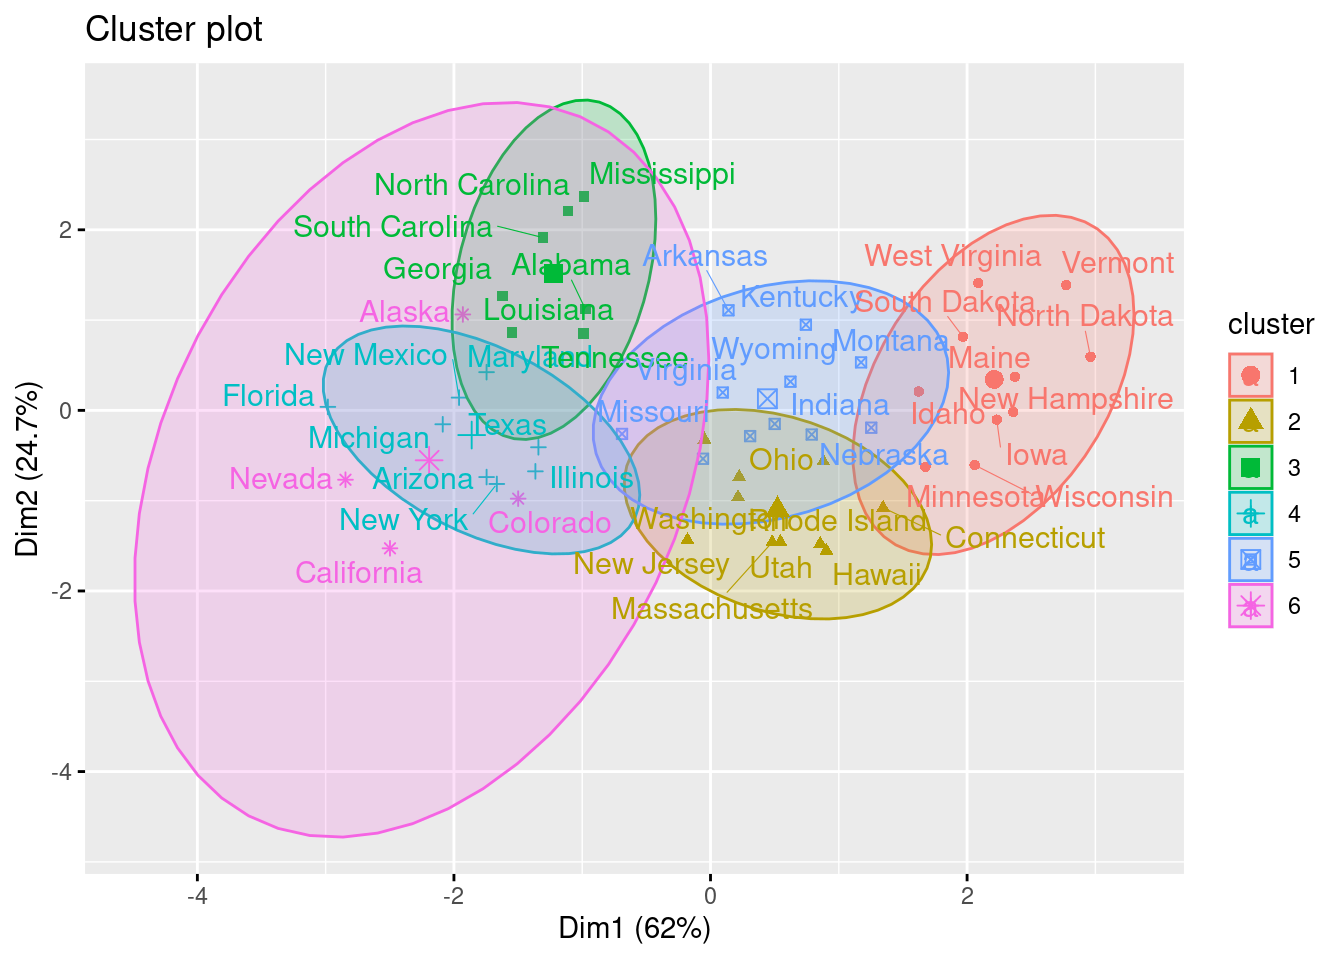 Cluster plot
Mississippi
North Carolina
South Carolina
Georgia
Alabama
Arkansas
West Virginia
Vermont
Alaska
Louisiana
Kentucky
South Dakota
North Dakota
New Mexico
Maryland
Tennessee
Virginia
Wyoming
Montana
Maine
Florida
Missouri
Indiana
Idaho
New Hampshire
Michigan
Texas
Ohio
Nebraska
Iowa
Nevada
Arizona
Illinois
Minnesota
Wisconsin
New York
Colorado
Washington
Rhode Island
Connecticut
California
New Jersey
Utah
Hawaii
Massachusetts
2
0
-2
-4
-4
-2
0
2
Dim1 (62%)
Dim2 (24.7%)
cluster
1
2
3
4
5
6